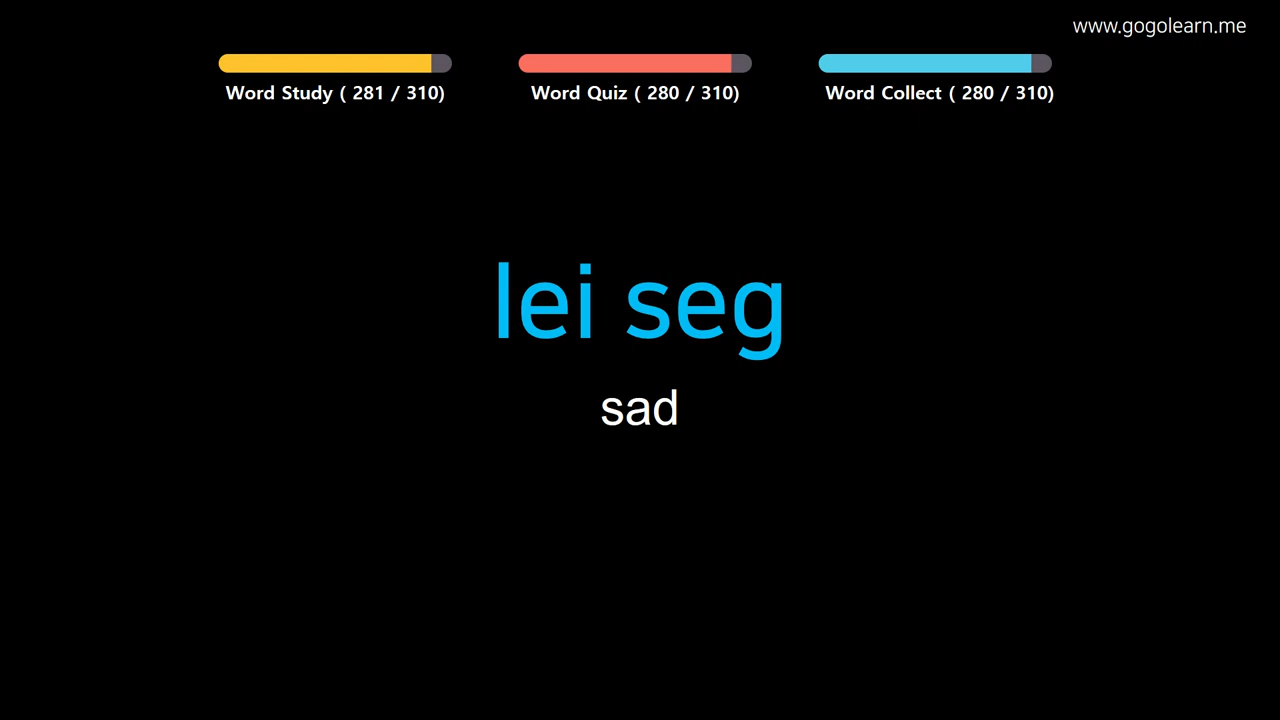 www.gogolearn.me
Word Study ( 281 / 310)
Word Quiz ( 280 / 310)
Word Collect ( 280 / 310)
lei seg
sad